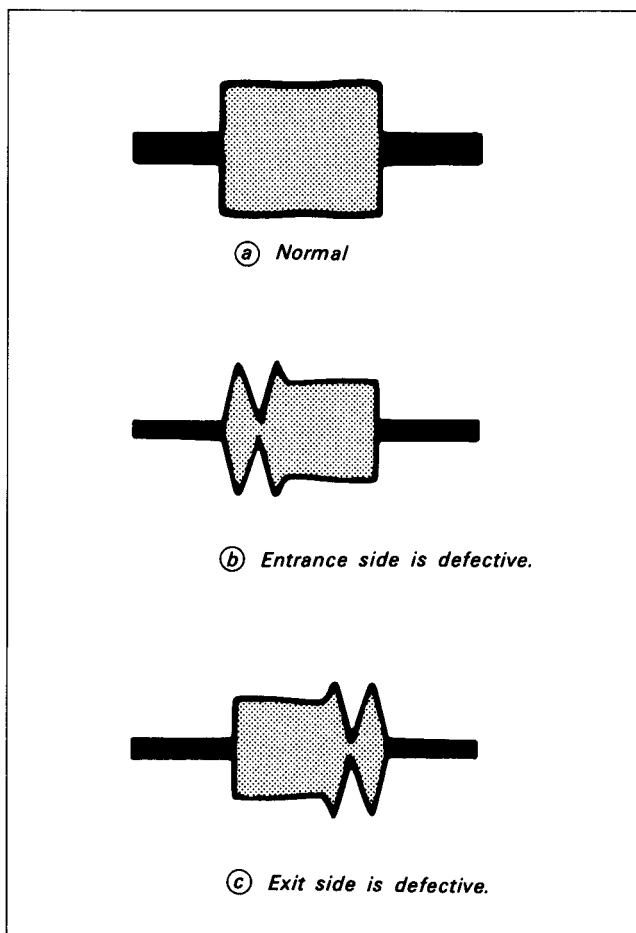 ⓐ Normal
ⓑ Entrance side is defective.
ⓒ Exit side is defective.